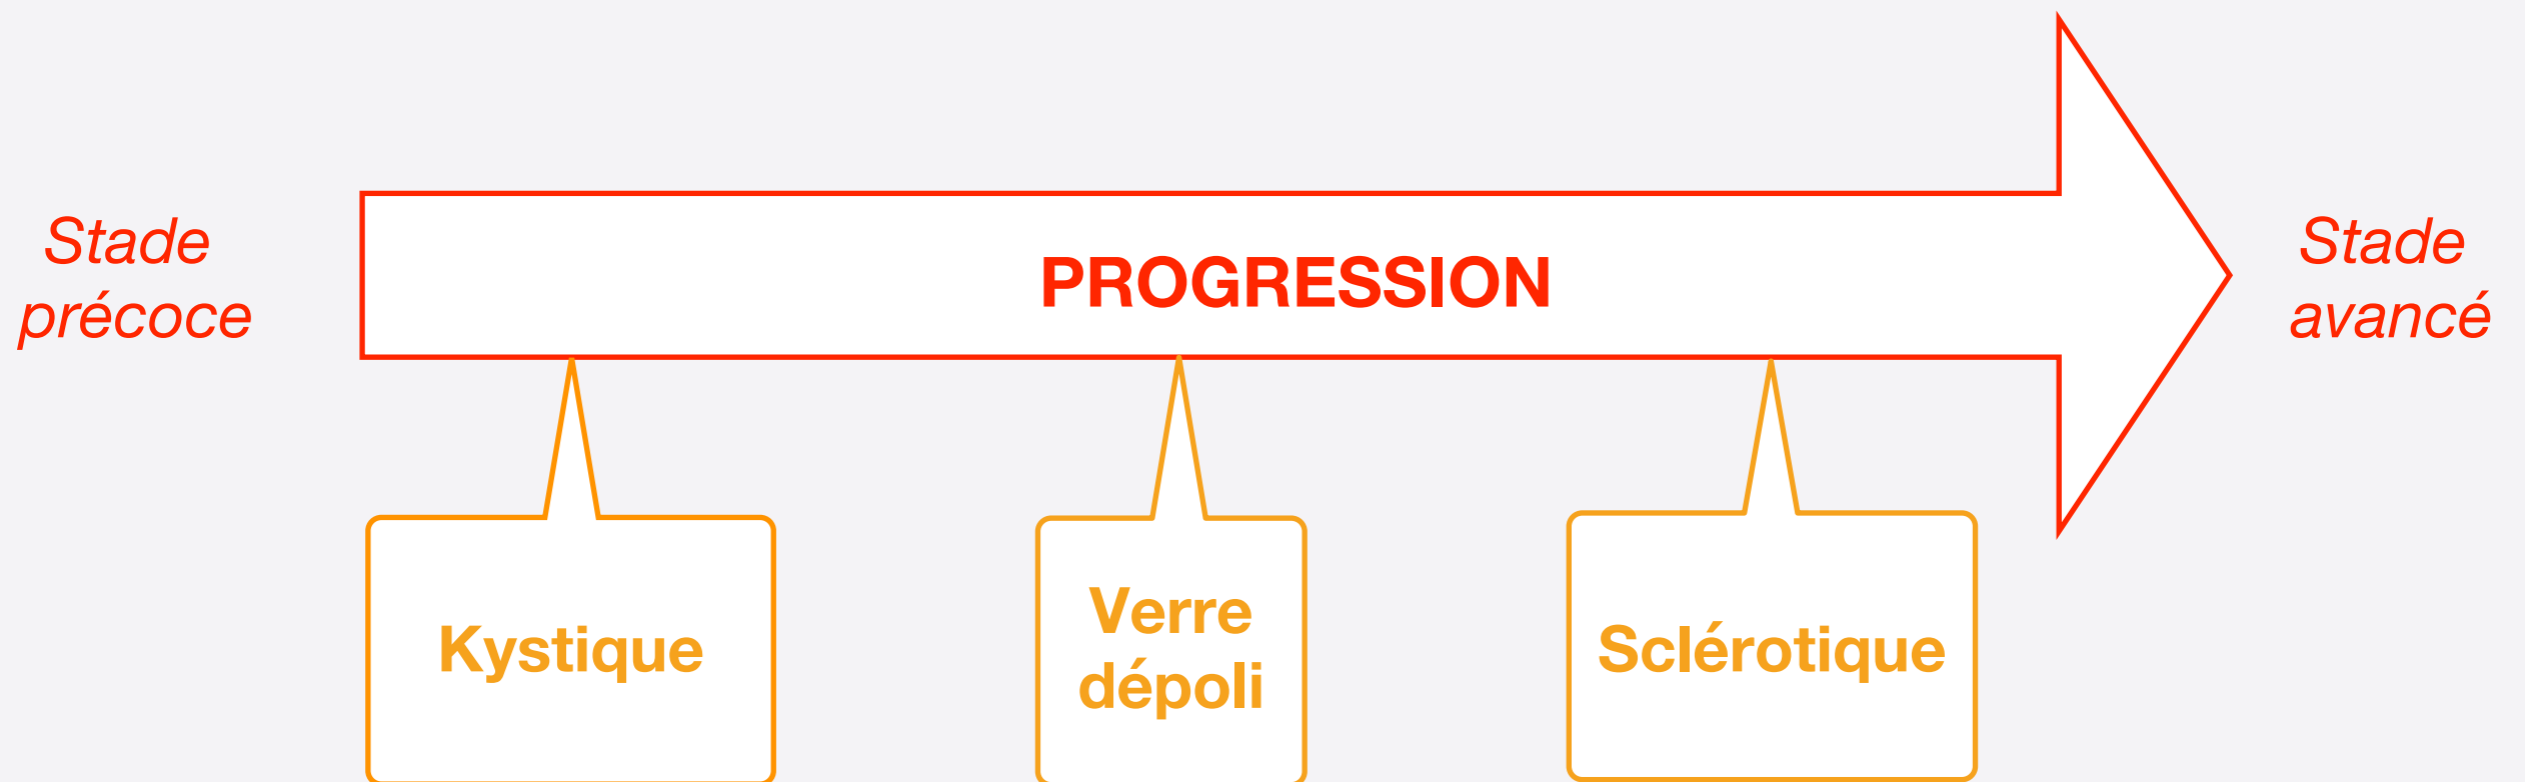 Stade
précoce
PROGRESSION
Stade
avancé
Kystique
Verre
dépoli
Sclérotique